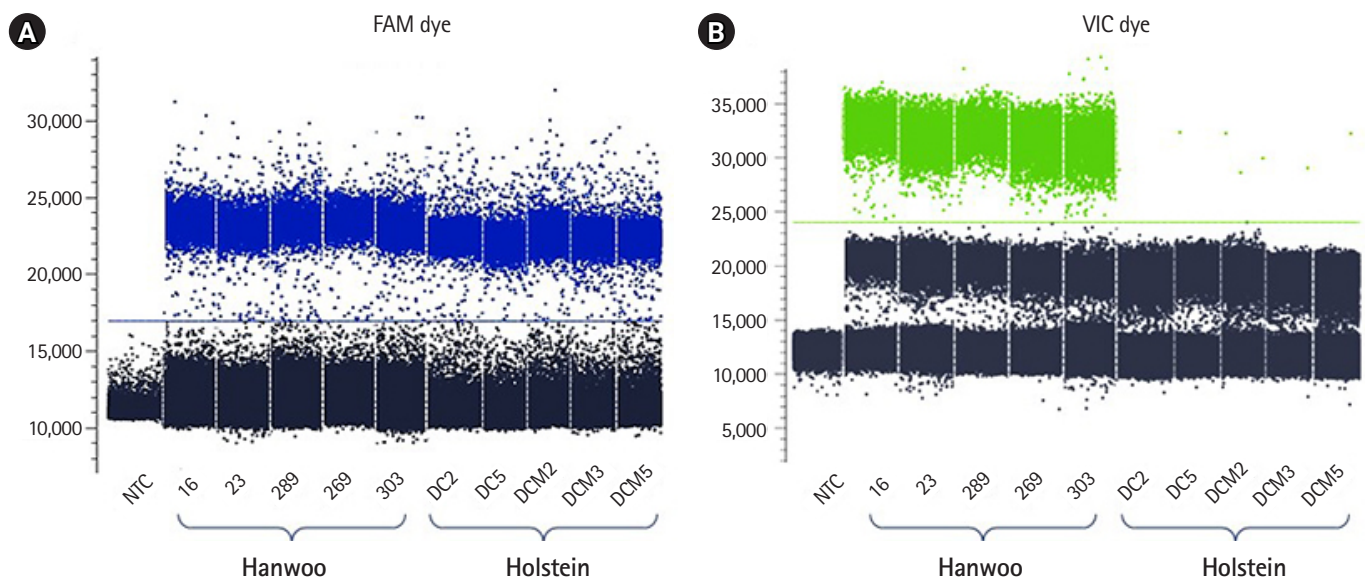 A
FAM dye
30,000
25,000
20,000
15,000
10,000
NTC 16 23 289 269 303 DC2 DC5 DCM2 DCM3 DCM5
Hanwoo Holstein
B
VIC dye
35,000
30,000
25,000
20,000
15,000
10,000
5,000
NTC 16 23 289 269 303 DC2 DC5 DCM2 DCM3 DCM5
Hanwoo Holstein